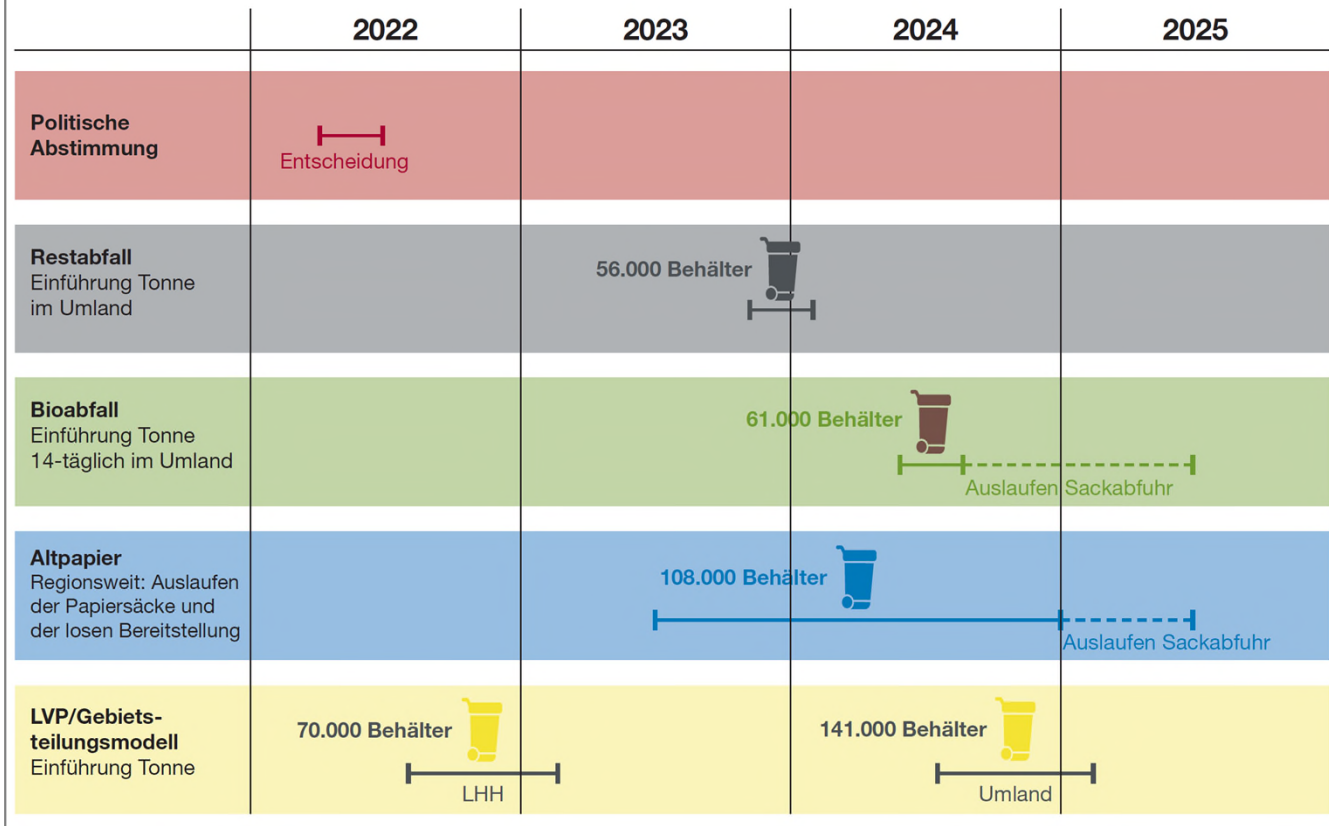 2022 2023 2024 2025
Politische
Abstimmung
Entscheidung
Restabfall
Einführung Tonne
im Umland
56.000 Behälter
Bioabfall
Einführung Tonne
14-täglich im Umland
61.000 Behälter
Auslaufen Sackabfuhr
Altpapier
Regionsweit: Auslaufen
der Papiersäcke und
der losen Bereitstellung
108.000 Behälter
Auslaufen Sackabfuhr
LVP/Gebiets-
teilungsmodell
Einführung Tonne
70.000 Behälter
LHH
141.000 Behälter
Umland